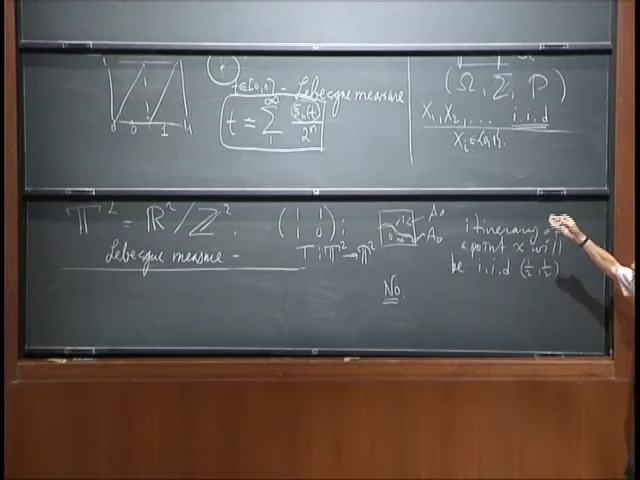 0 1
t∈[0,1] - Lebesgue measure
t = ∑ ξₙ(t) / 2ⁿ
∞
1
(Ω, Σ, P)
X₁, X₂, ... i.i.d
Xᵢ ∈ {0,1}.
𝕋² = ℝ²/ℤ².
Lebesgue measure -
(1 1
1 0) :
T: 𝕋² → 𝕋²
A₁
A₀
itinerary of
a point x will
be i.i.d (½, ½)
No.